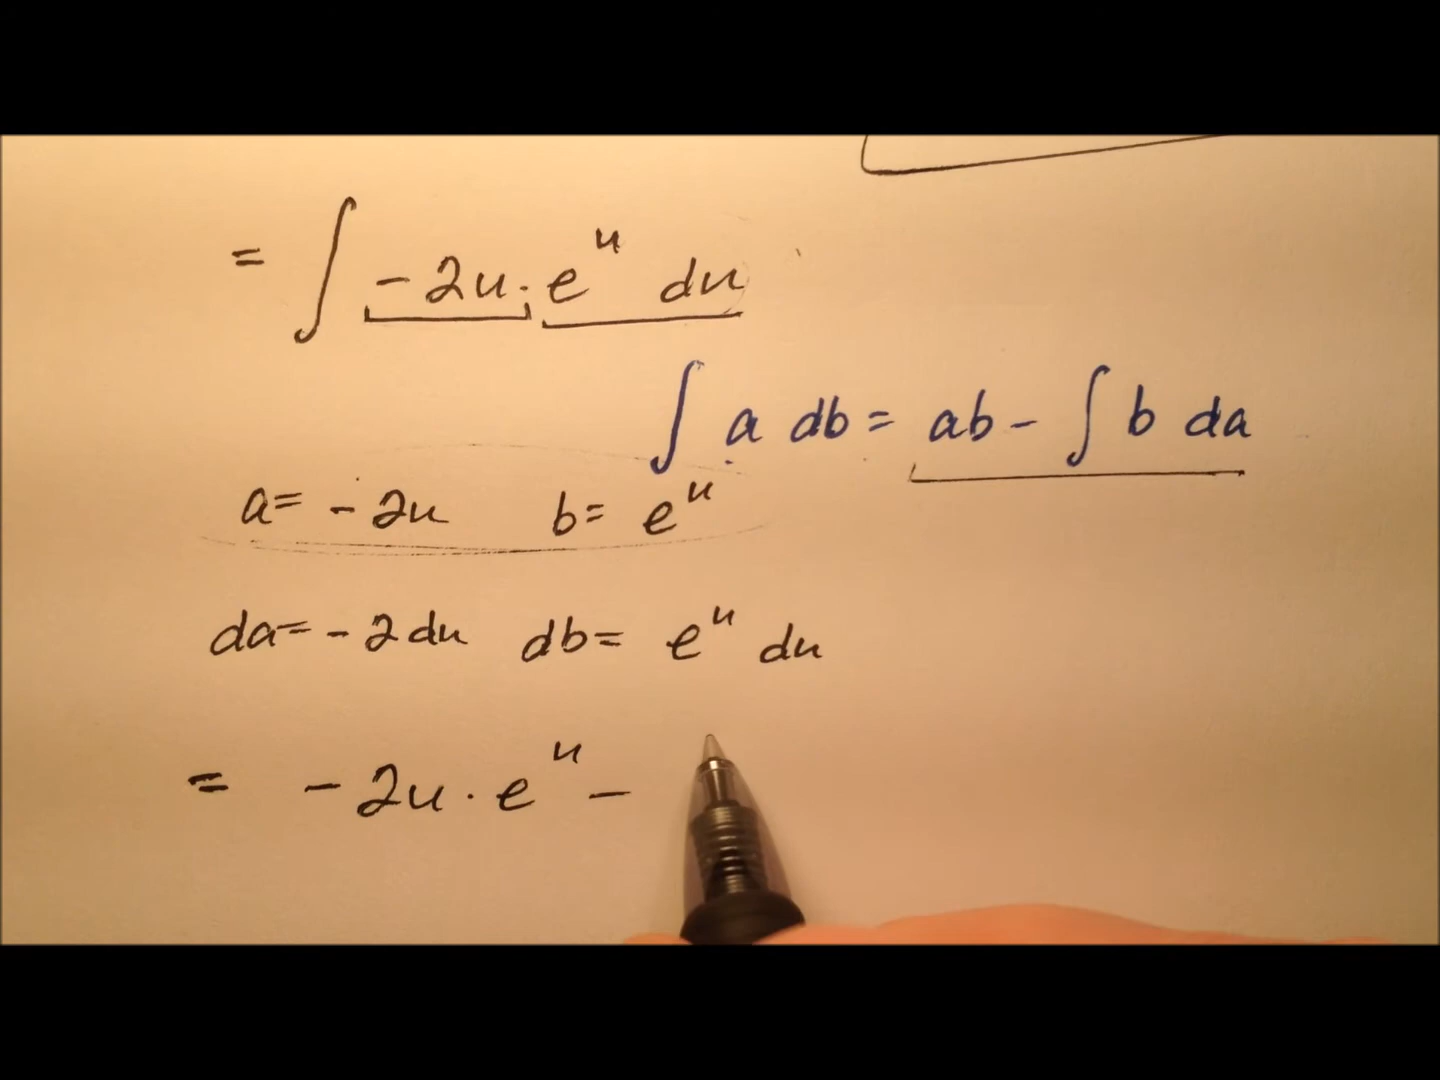 = ∫ -2u · e^u du
∫ a db = ab - ∫ b da
a = -2u b = e^u
da = -2 du db = e^u du
= -2u · e^u -